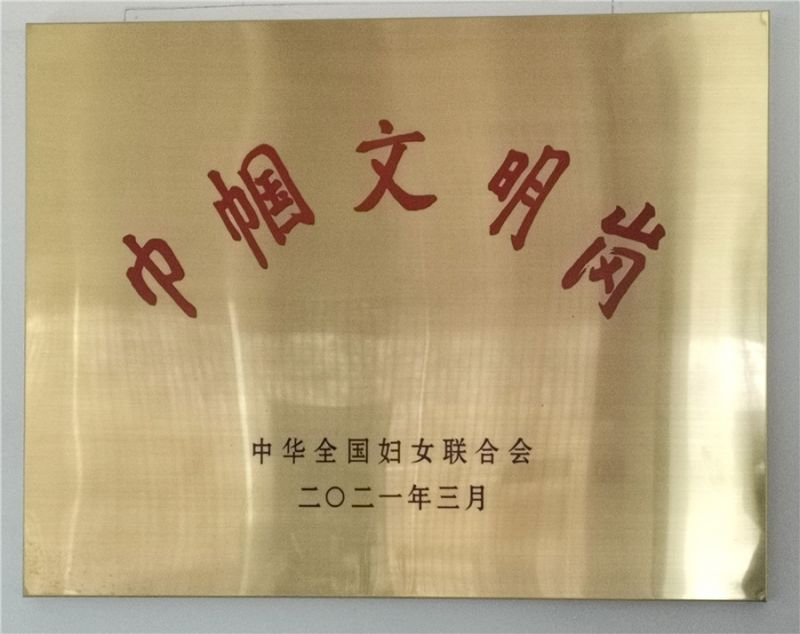 巾帼文明岗
中华全国妇女联合会
二〇二一年三月